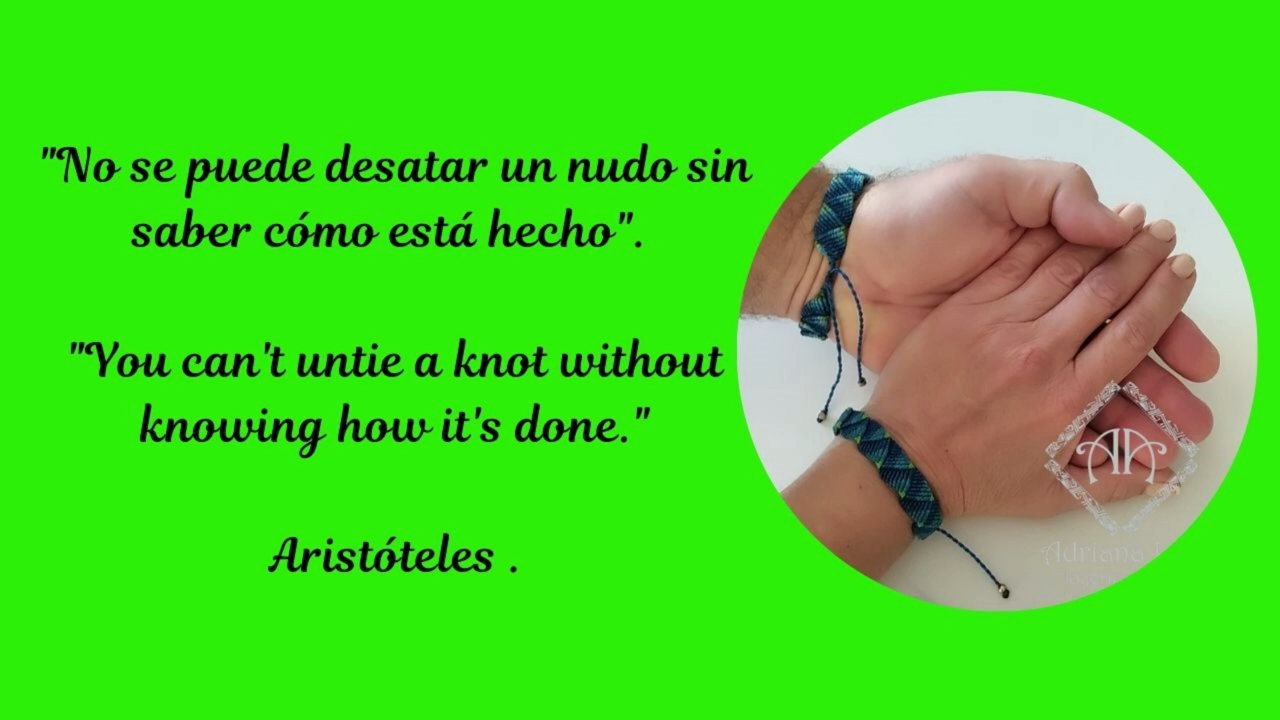 "No se puede desatar un nudo sin
saber cómo está hecho".
"You can't untie a knot without
knowing how it's done."
Aristóteles .
AA
Adriana